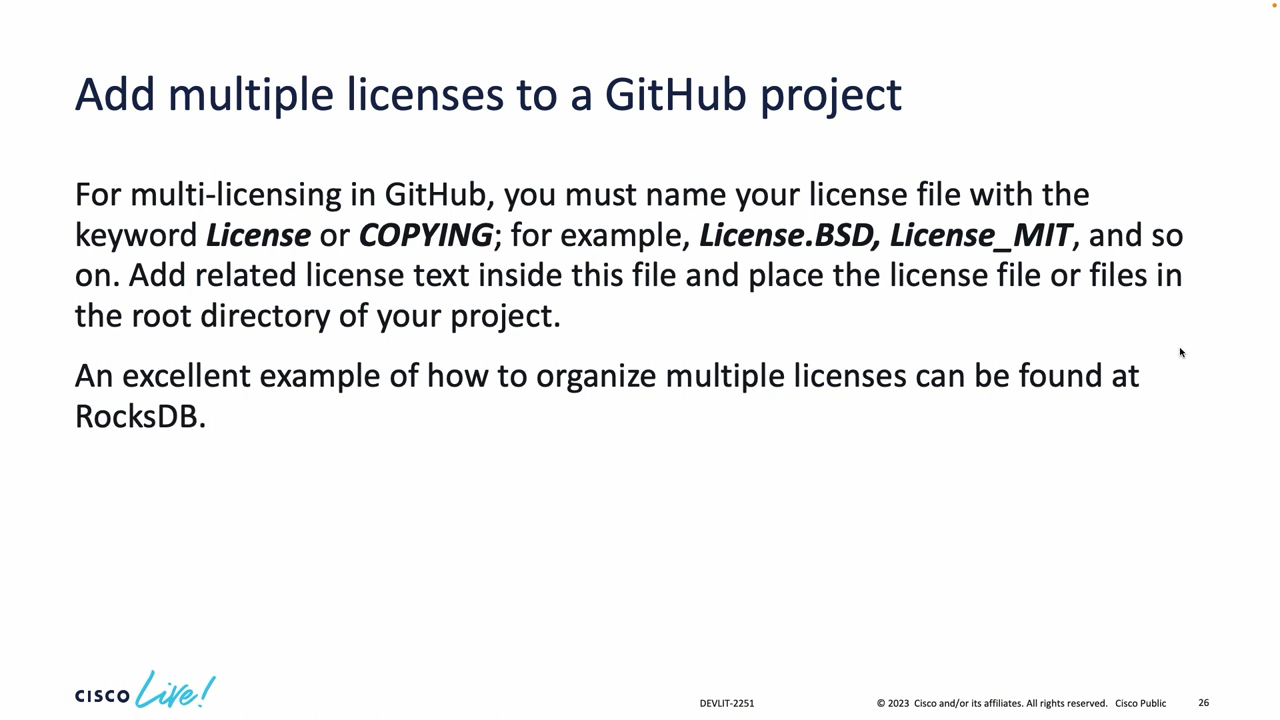 Add multiple licenses to a GitHub project
For multi-licensing in GitHub, you must name your license file with the
keyword License or COPYING; for example, License.BSD, License_MIT, and so
on. Add related license text inside this file and place the license file or files in
the root directory of your project.
An excellent example of how to organize multiple licenses can be found at
RocksDB.
CISCO Live!
DEVLIT-2251
© 2023 Cisco and/or its affiliates. All rights reserved. Cisco Public
26